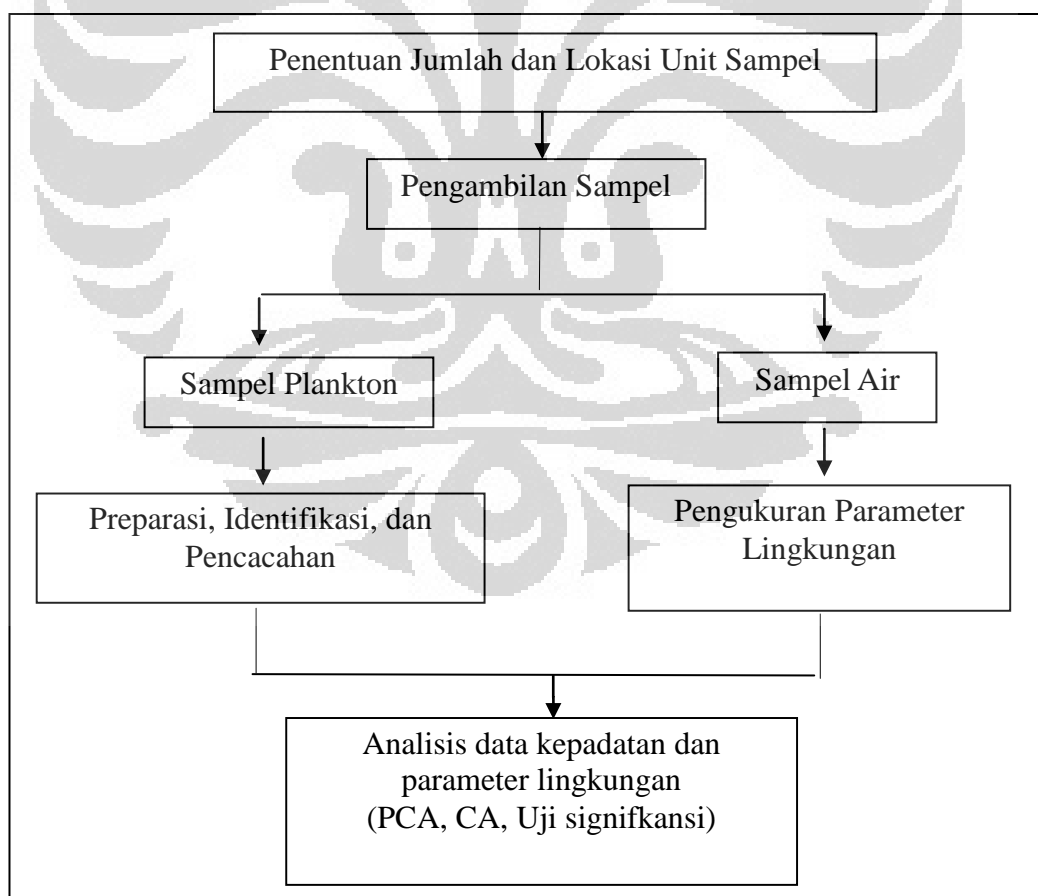 Penentuan Jumlah dan Lokasi Unit Sampel
Pengambilan Sampel
Sampel Plankton
Sampel Air
Preparasi, Identifikasi, dan
Pencacahan
Pengukuran Parameter
Lingkungan
Analisis data kepadatan dan
parameter lingkungan
(PCA, CA, Uji signifkansi)